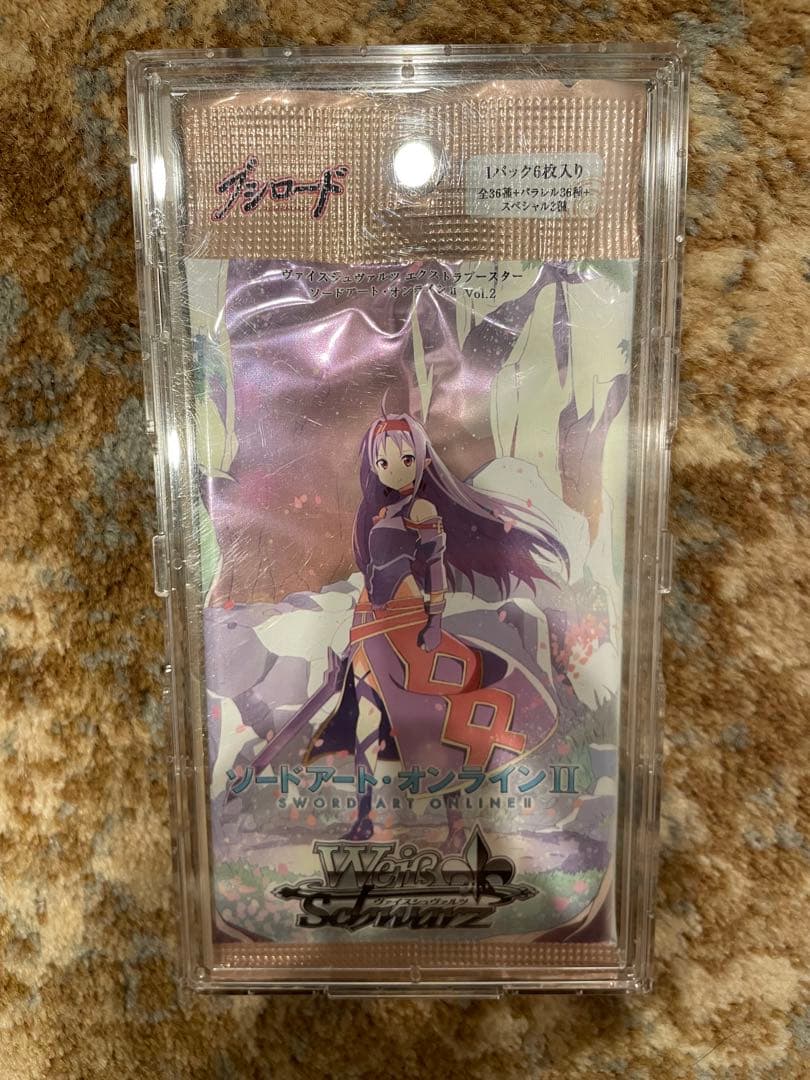 ブシロード
1パック6枚入り
全36種+パラレル36種+
スペシャル2種
ヴァイスシュヴァルツ エクストラブースター
ソードアート・オンラインⅡ Vol.2
ソードアート・オンラインⅡ
SWORD ART ONLINE II
Weiß
ヴァイスシュヴァルツ
Schwarz